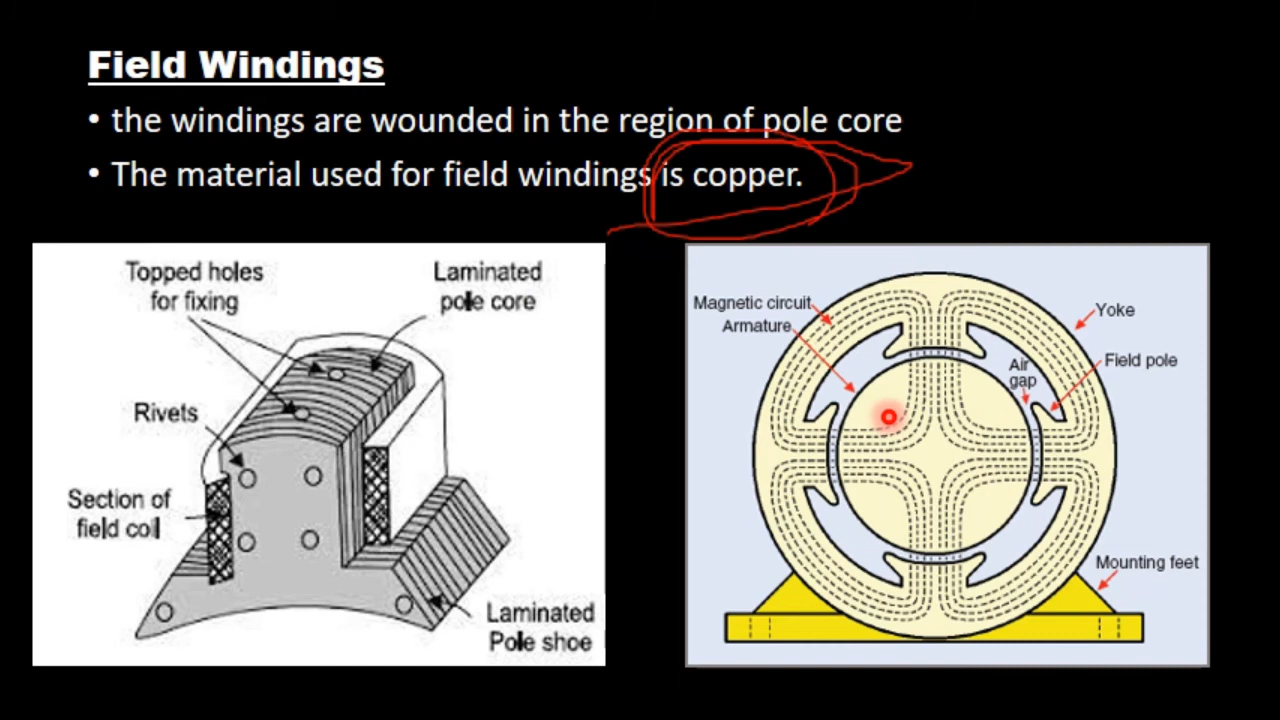 Field Windings
• the windings are wounded in the region of pole core
• The material used for field windings is copper.
Topped holes
for fixing
Laminated
pole core
Rivets
Section of
field coil
Laminated
Pole shoe
Magnetic circuit
Armature
Yoke
Air
gap
Field pole
Mounting feet